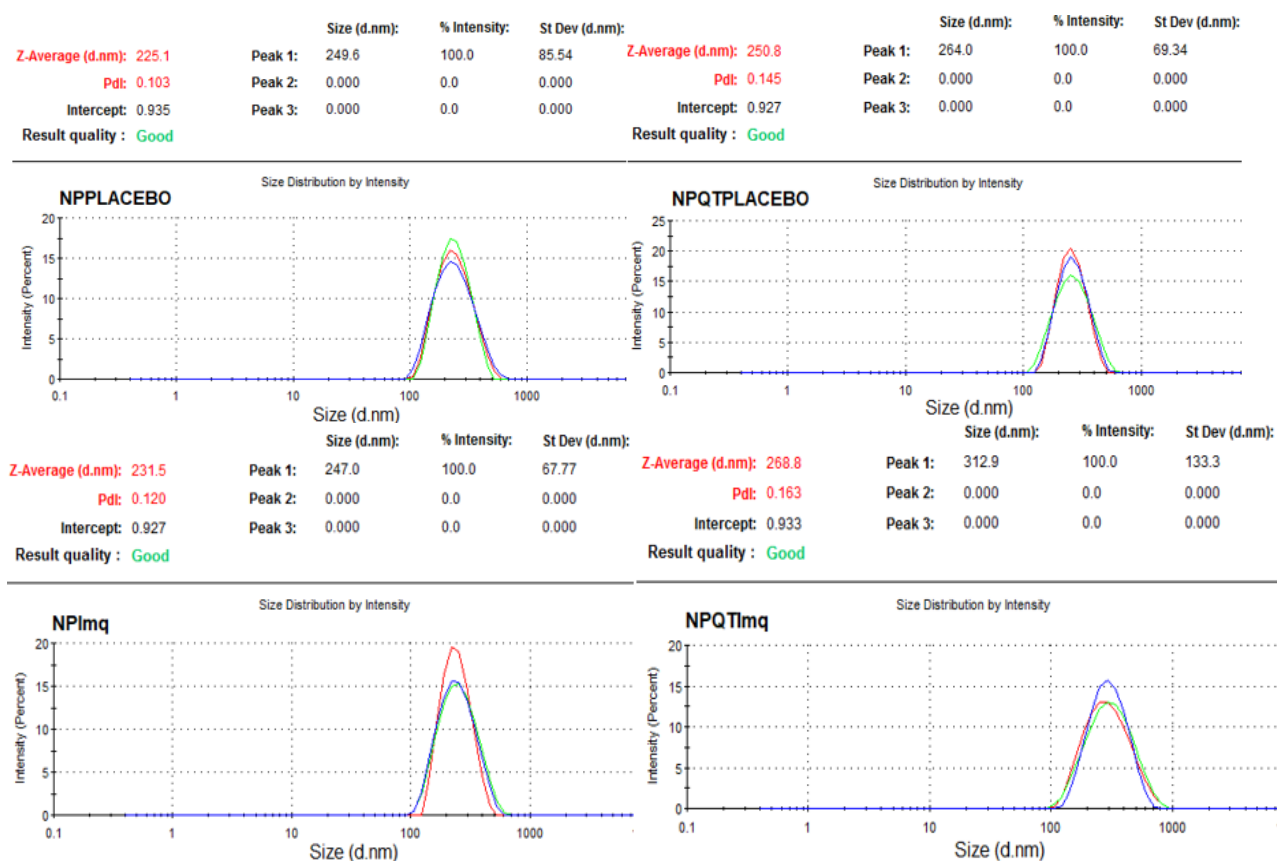 Size (d.nm): % Intensity: St Dev (d.nm):
Z-Average (d.nm): 225.1 Peak 1: 249.6 100.0 85.54
PdI: 0.103 Peak 2: 0.000 0.0 0.000
Intercept: 0.935 Peak 3: 0.000 0.0 0.000
Result quality : Good
Size Distribution by Intensity
NPPLACEBO
20
15
10
5
0
Intensity (Percent)
0.1 1 10 100 1000
Size (d.nm)
Size (d.nm): % Intensity: St Dev (d.nm):
Z-Average (d.nm): 250.8 Peak 1: 264.0 100.0 69.34
PdI: 0.145 Peak 2: 0.000 0.0 0.000
Intercept: 0.927 Peak 3: 0.000 0.0 0.000
Result quality : Good
Size Distribution by Intensity
NPQTPLACEBO
25
20
15
10
5
0
Intensity (Percent)
0.1 1 10 100 1000
Size (d.nm)
Size (d.nm): % Intensity: St Dev (d.nm):
Z-Average (d.nm): 231.5 Peak 1: 247.0 100.0 67.77
PdI: 0.120 Peak 2: 0.000 0.0 0.000
Intercept: 0.927 Peak 3: 0.000 0.0 0.000
Result quality : Good
Size Distribution by Intensity
NPImq
20
15
10
5
0
Intensity (Percent)
0.1 1 10 100 1000
Size (d.nm)
Size (d.nm): % Intensity: St Dev (d.nm):
Z-Average (d.nm): 268.8 Peak 1: 312.9 100.0 133.3
PdI: 0.163 Peak 2: 0.000 0.0 0.000
Intercept: 0.933 Peak 3: 0.000 0.0 0.000
Result quality : Good
Size Distribution by Intensity
NPQTImq
20
15
10
5
0
Intensity (Percent)
0.1 1 10 100 1000
Size (d.nm)